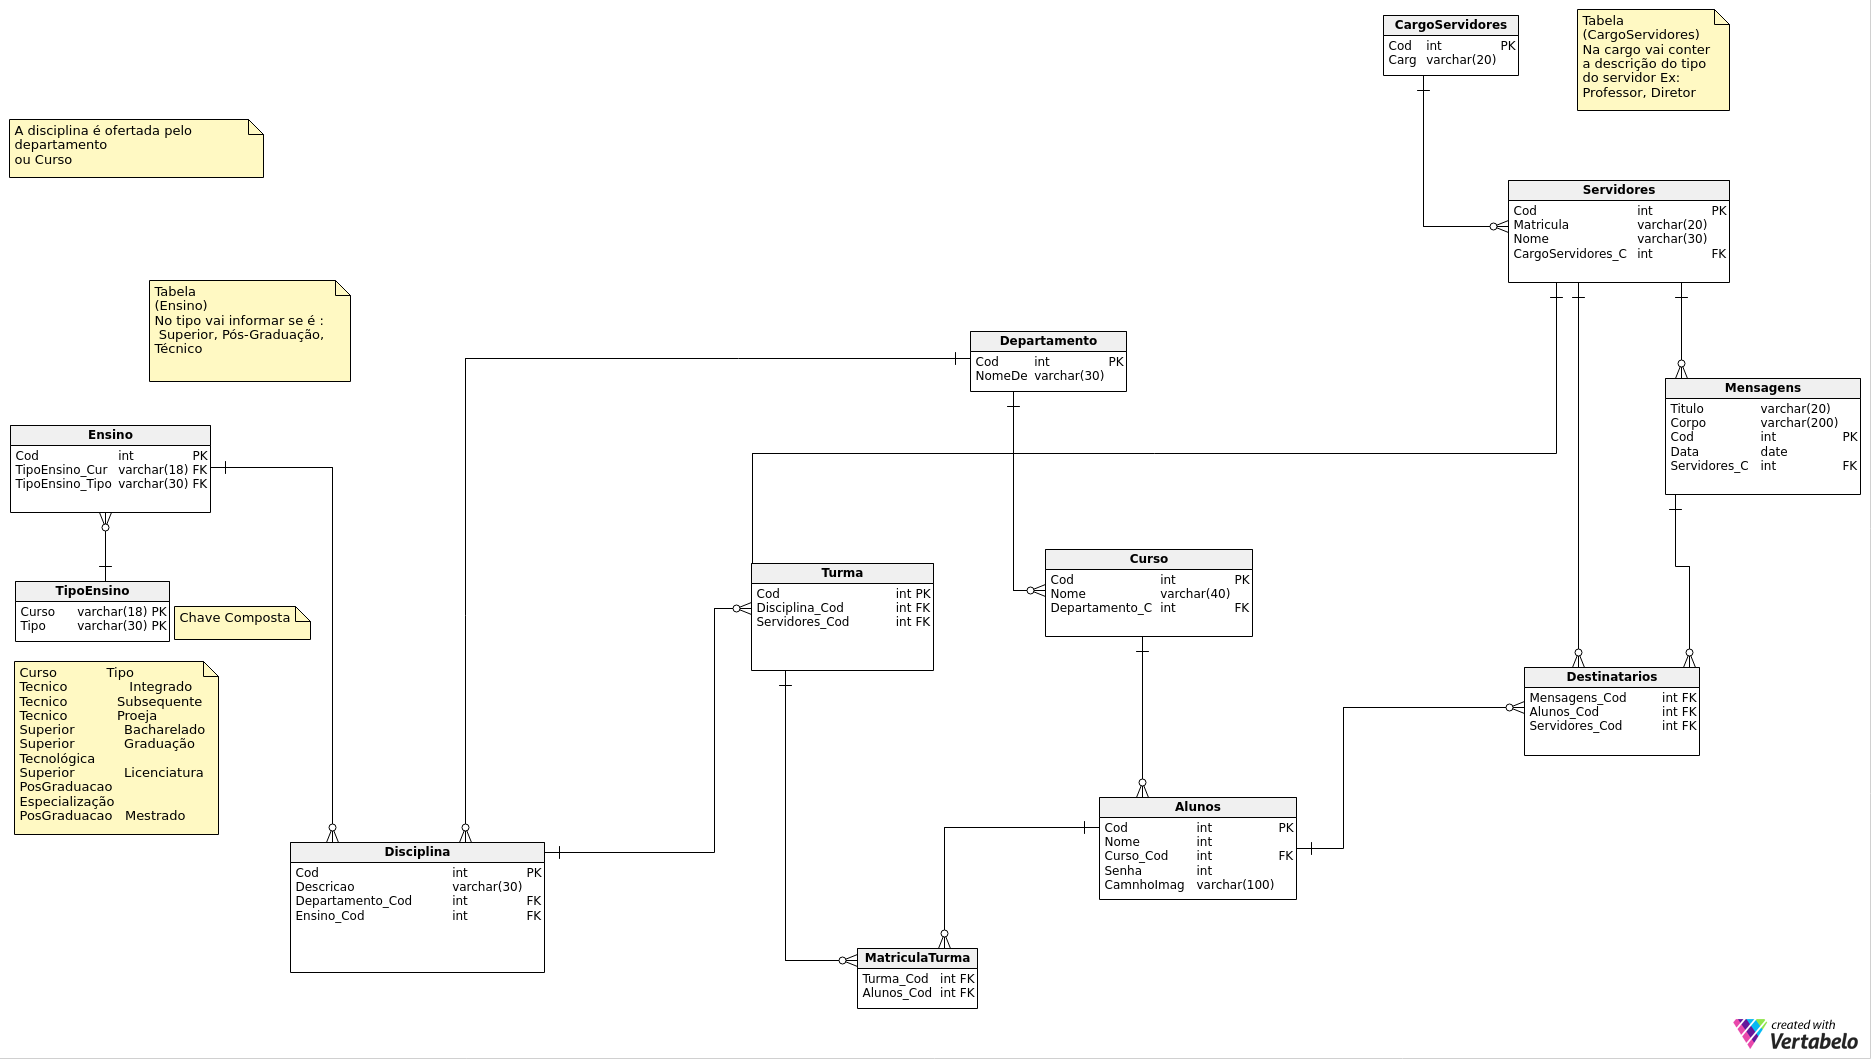 CargoServidores
Cod int PK
Carg varchar(20)
Tabela
(CargoServidores)
Na cargo vai conter
a descrição do tipo
do servidor Ex:
Professor, Diretor
A disciplina é ofertada pelo
departamento
ou Curso
Servidores
Cod int PK
Matricula varchar(20)
Nome varchar(30)
CargoServidores_C int FK
Tabela
(Ensino)
No tipo vai informar se é :
Superior, Pós-Graduação,
Técnico
Departamento
Cod int PK
NomeDe varchar(30)
Mensagens
Titulo varchar(20)
Corpo varchar(200)
Cod int PK
Data date
Servidores_C int FK
Ensino
Cod int PK
TipoEnsino_Cur varchar(18) FK
TipoEnsino_Tipo varchar(30) FK
Turma
Cod int PK
Disciplina_Cod int FK
Servidores_Cod int FK
Curso
Cod int PK
Nome varchar(40)
Departamento_C int FK
TipoEnsino
Curso varchar(18) PK
Tipo varchar(30) PK
Chave Composta
Curso Tipo
Tecnico Integrado
Tecnico Subsequente
Tecnico Proeja
Superior Bacharelado
Superior Graduação
Tecnológica
Superior Licenciatura
PosGraduacao
Especialização
PosGraduacao Mestrado
Destinatarios
Mensagens_Cod int FK
Alunos_Cod int FK
Servidores_Cod int FK
Alunos
Cod int PK
Nome int
Curso_Cod int FK
Senha int
CamnhoImag varchar(100)
Disciplina
Cod int PK
Descricao varchar(30)
Departamento_Cod int FK
Ensino_Cod int FK
MatriculaTurma
Turma_Cod int FK
Alunos_Cod int FK
created with
Vertabelo